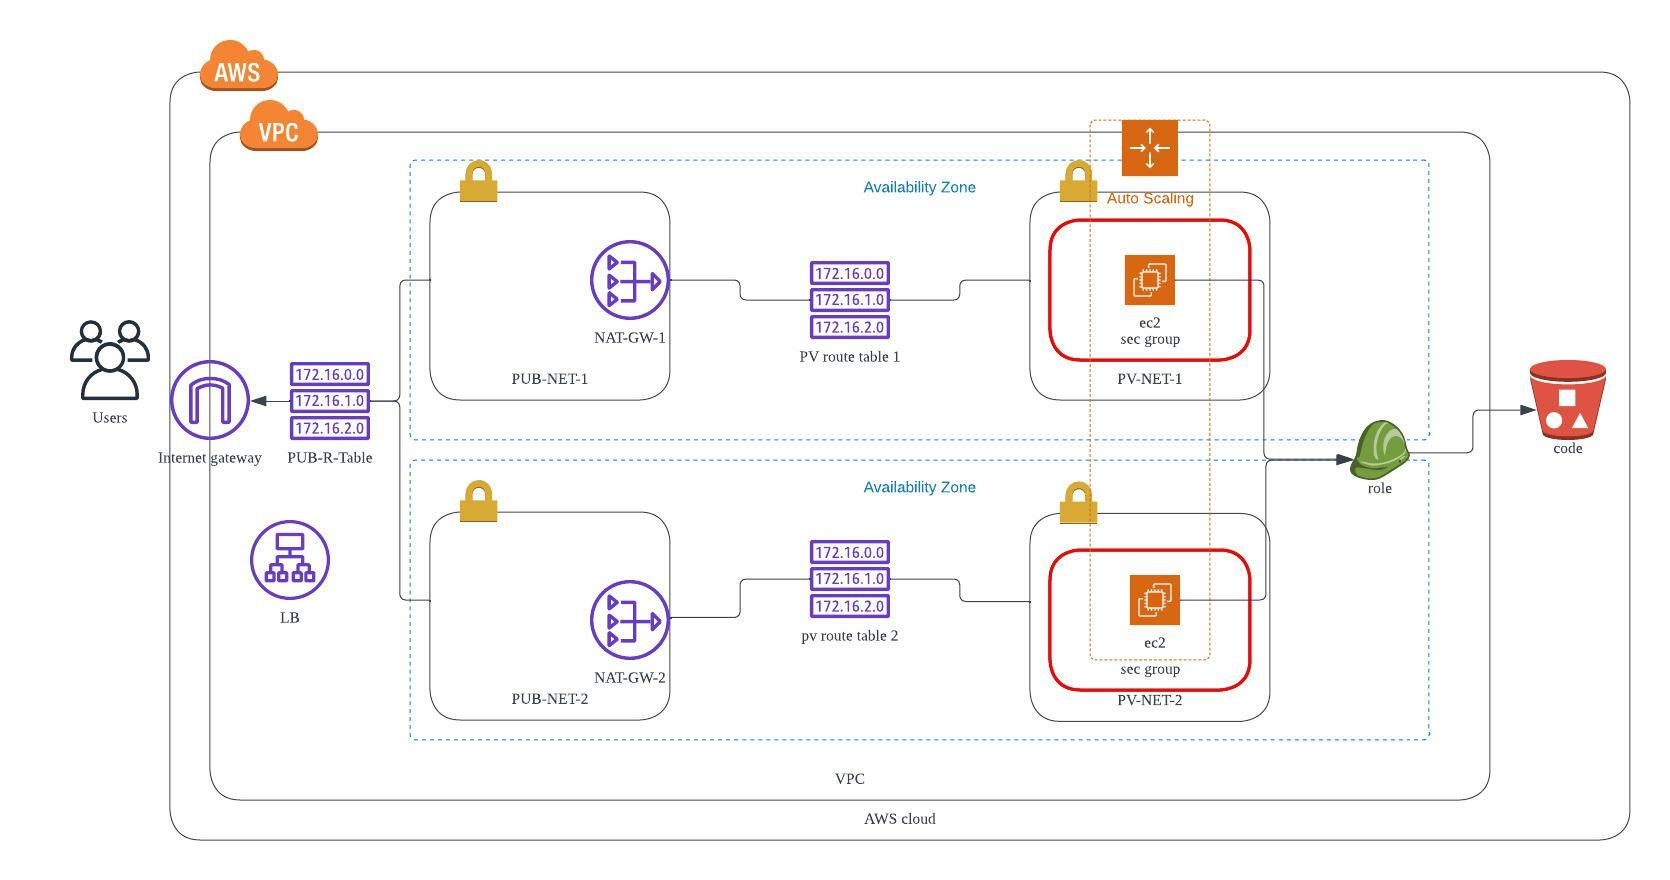 AWS
VPC
Availability Zone
Auto Scaling
172.16.0.0
172.16.1.0
172.16.2.0
PV route table 1
NAT-GW-1
PUB-NET-1
ec2
sec group
PV-NET-1
Users
172.16.0.0
172.16.1.0
172.16.2.0
Internet gateway
PUB-R-Table
code
role
Availability Zone
LB
172.16.0.0
172.16.1.0
172.16.2.0
pv route table 2
NAT-GW-2
PUB-NET-2
ec2
sec group
PV-NET-2
VPC
AWS cloud